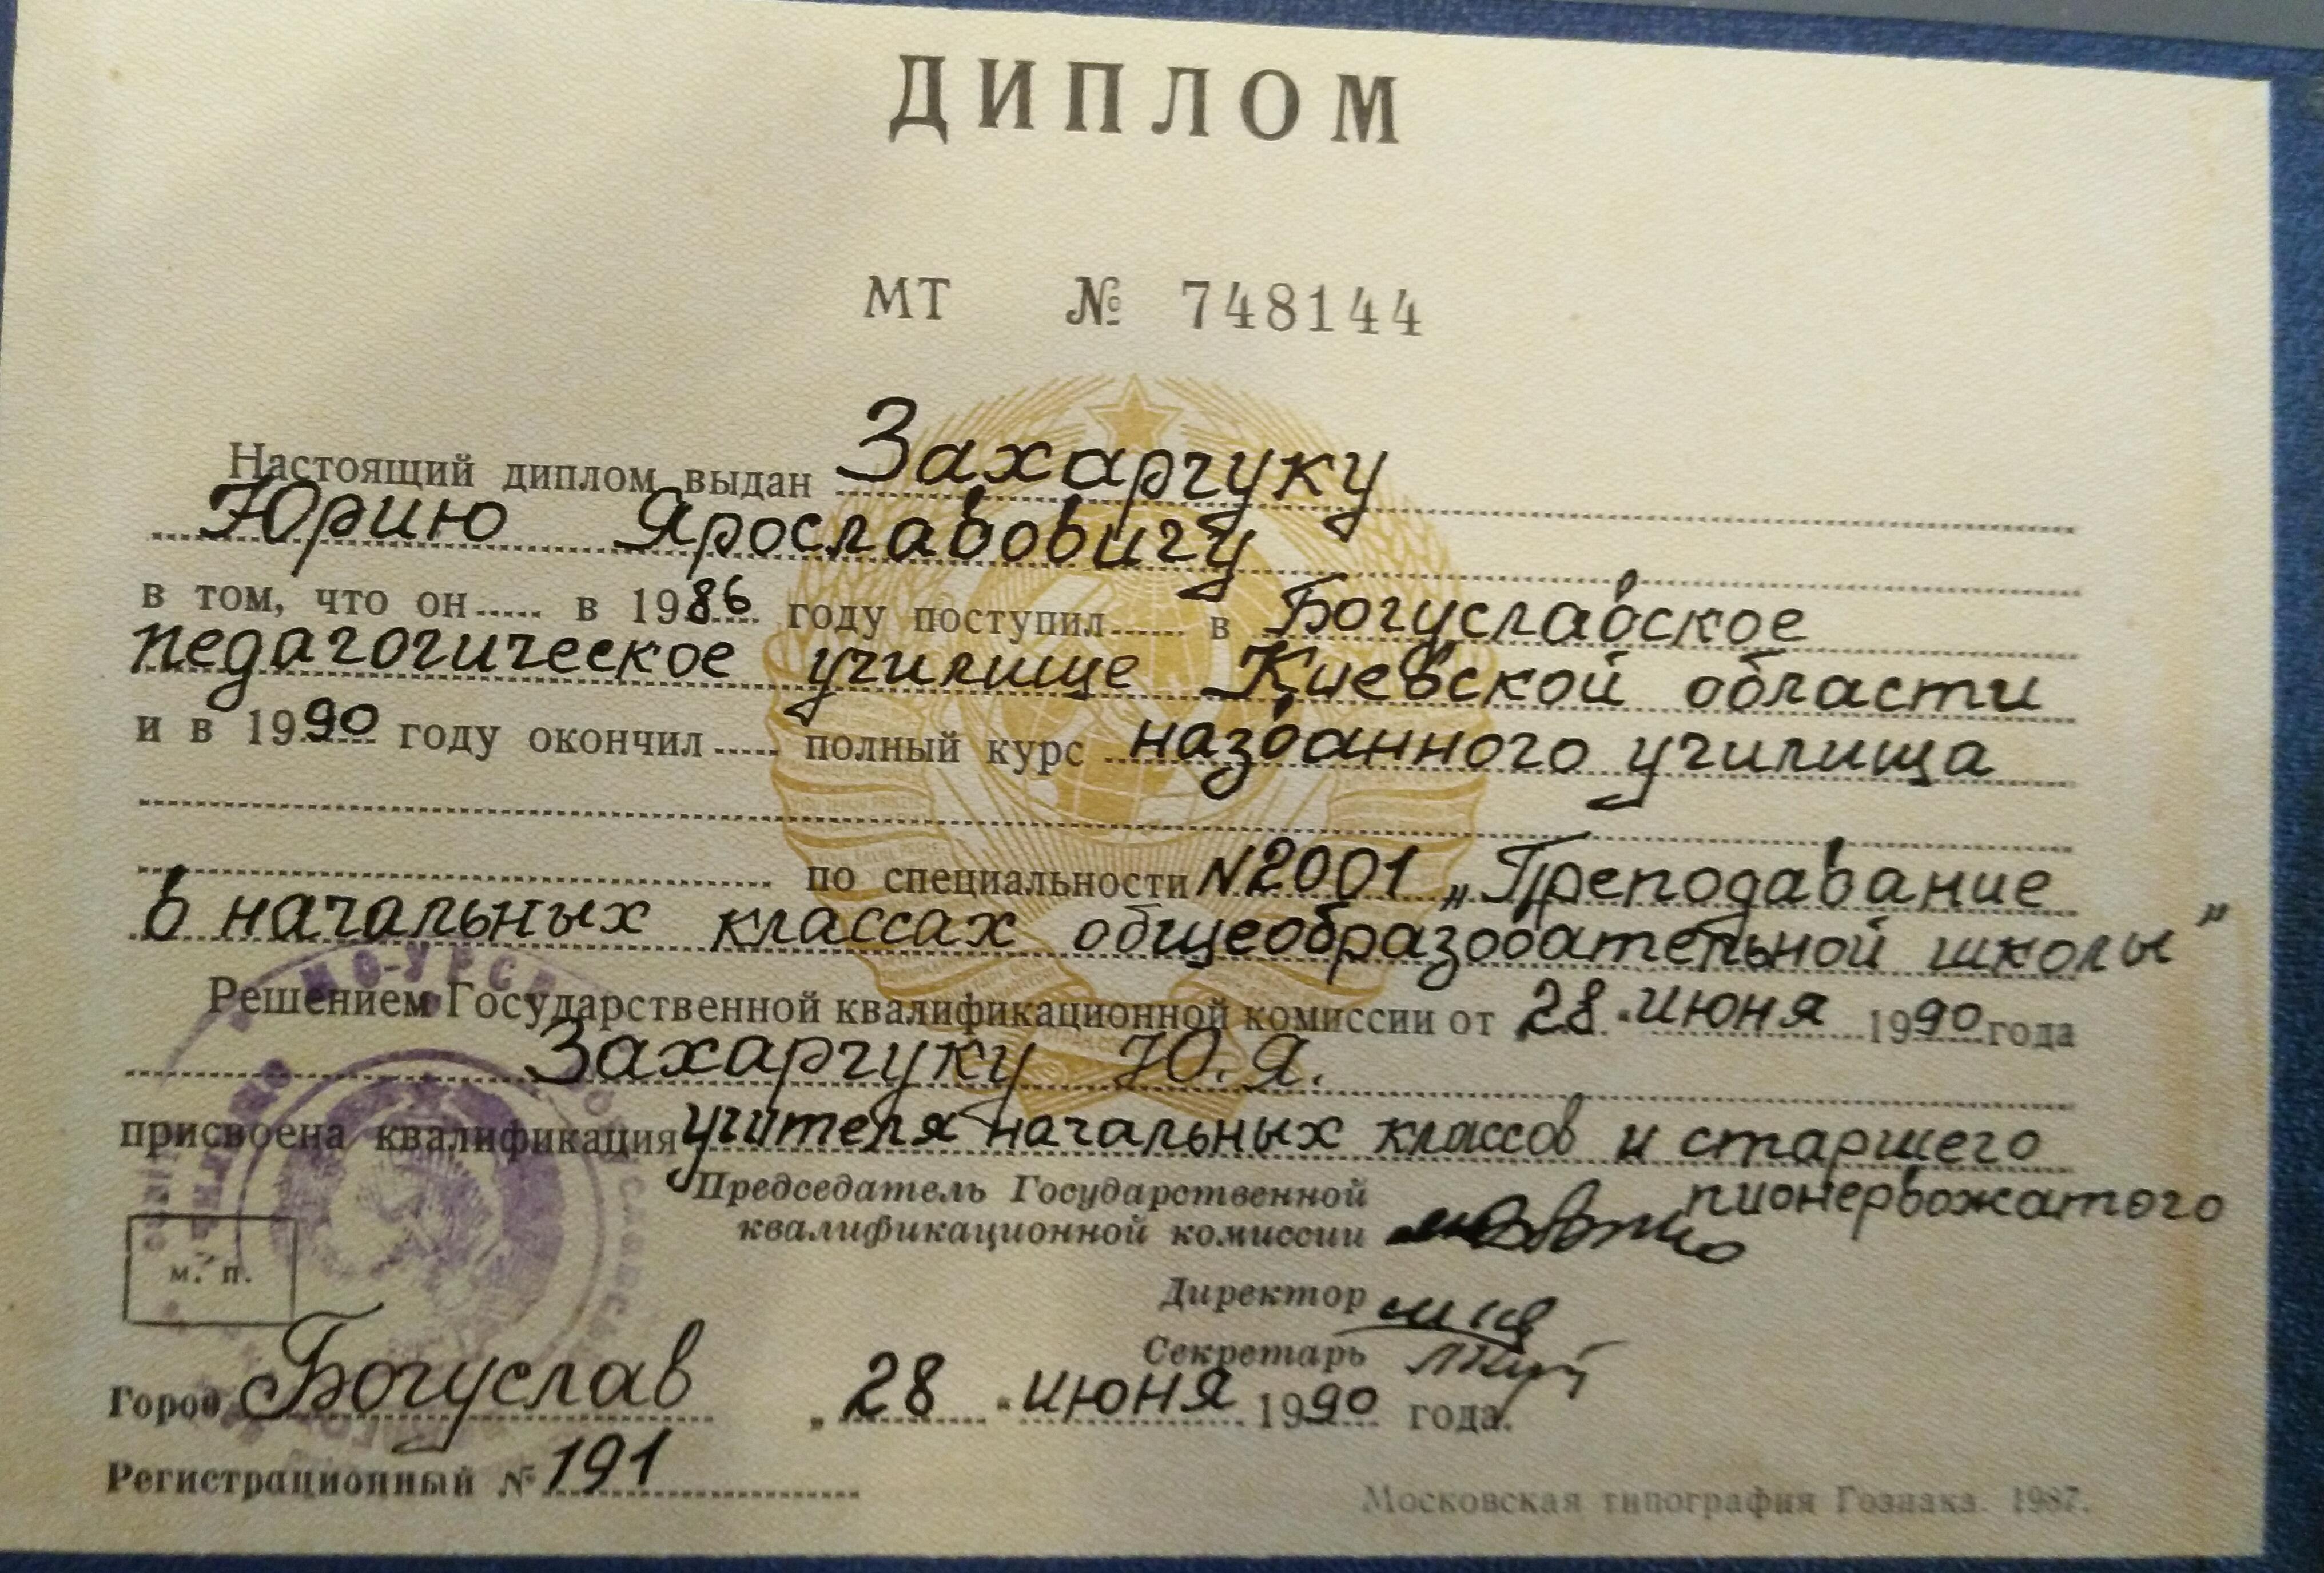 ДИПЛОМ
МТ № 748144
Настоящий диплом выдан Захарчуку
Юрию Ярославовичу
в том, что он в 1986 году поступил в Богуславское
педагогическое училище Киевской области
и в 1990 году окончил полный курс названного училища
по специальности N2001 „Преподавание
в начальных классах общеобразовательной школы"
Решением Государственной квалификационной комиссии от 28 июня 1990 года
Захарчуку Ю.Я.
присвоена квалификация учителя начальных классов и старшего
пионервожатого
Председатель Государственной
квалификационной комиссии
м. п.
Директор
Секретарь
Город Богуслав „28" июня 1990 года.
Регистрационный № 191
Московская типография Гознака. 1987.